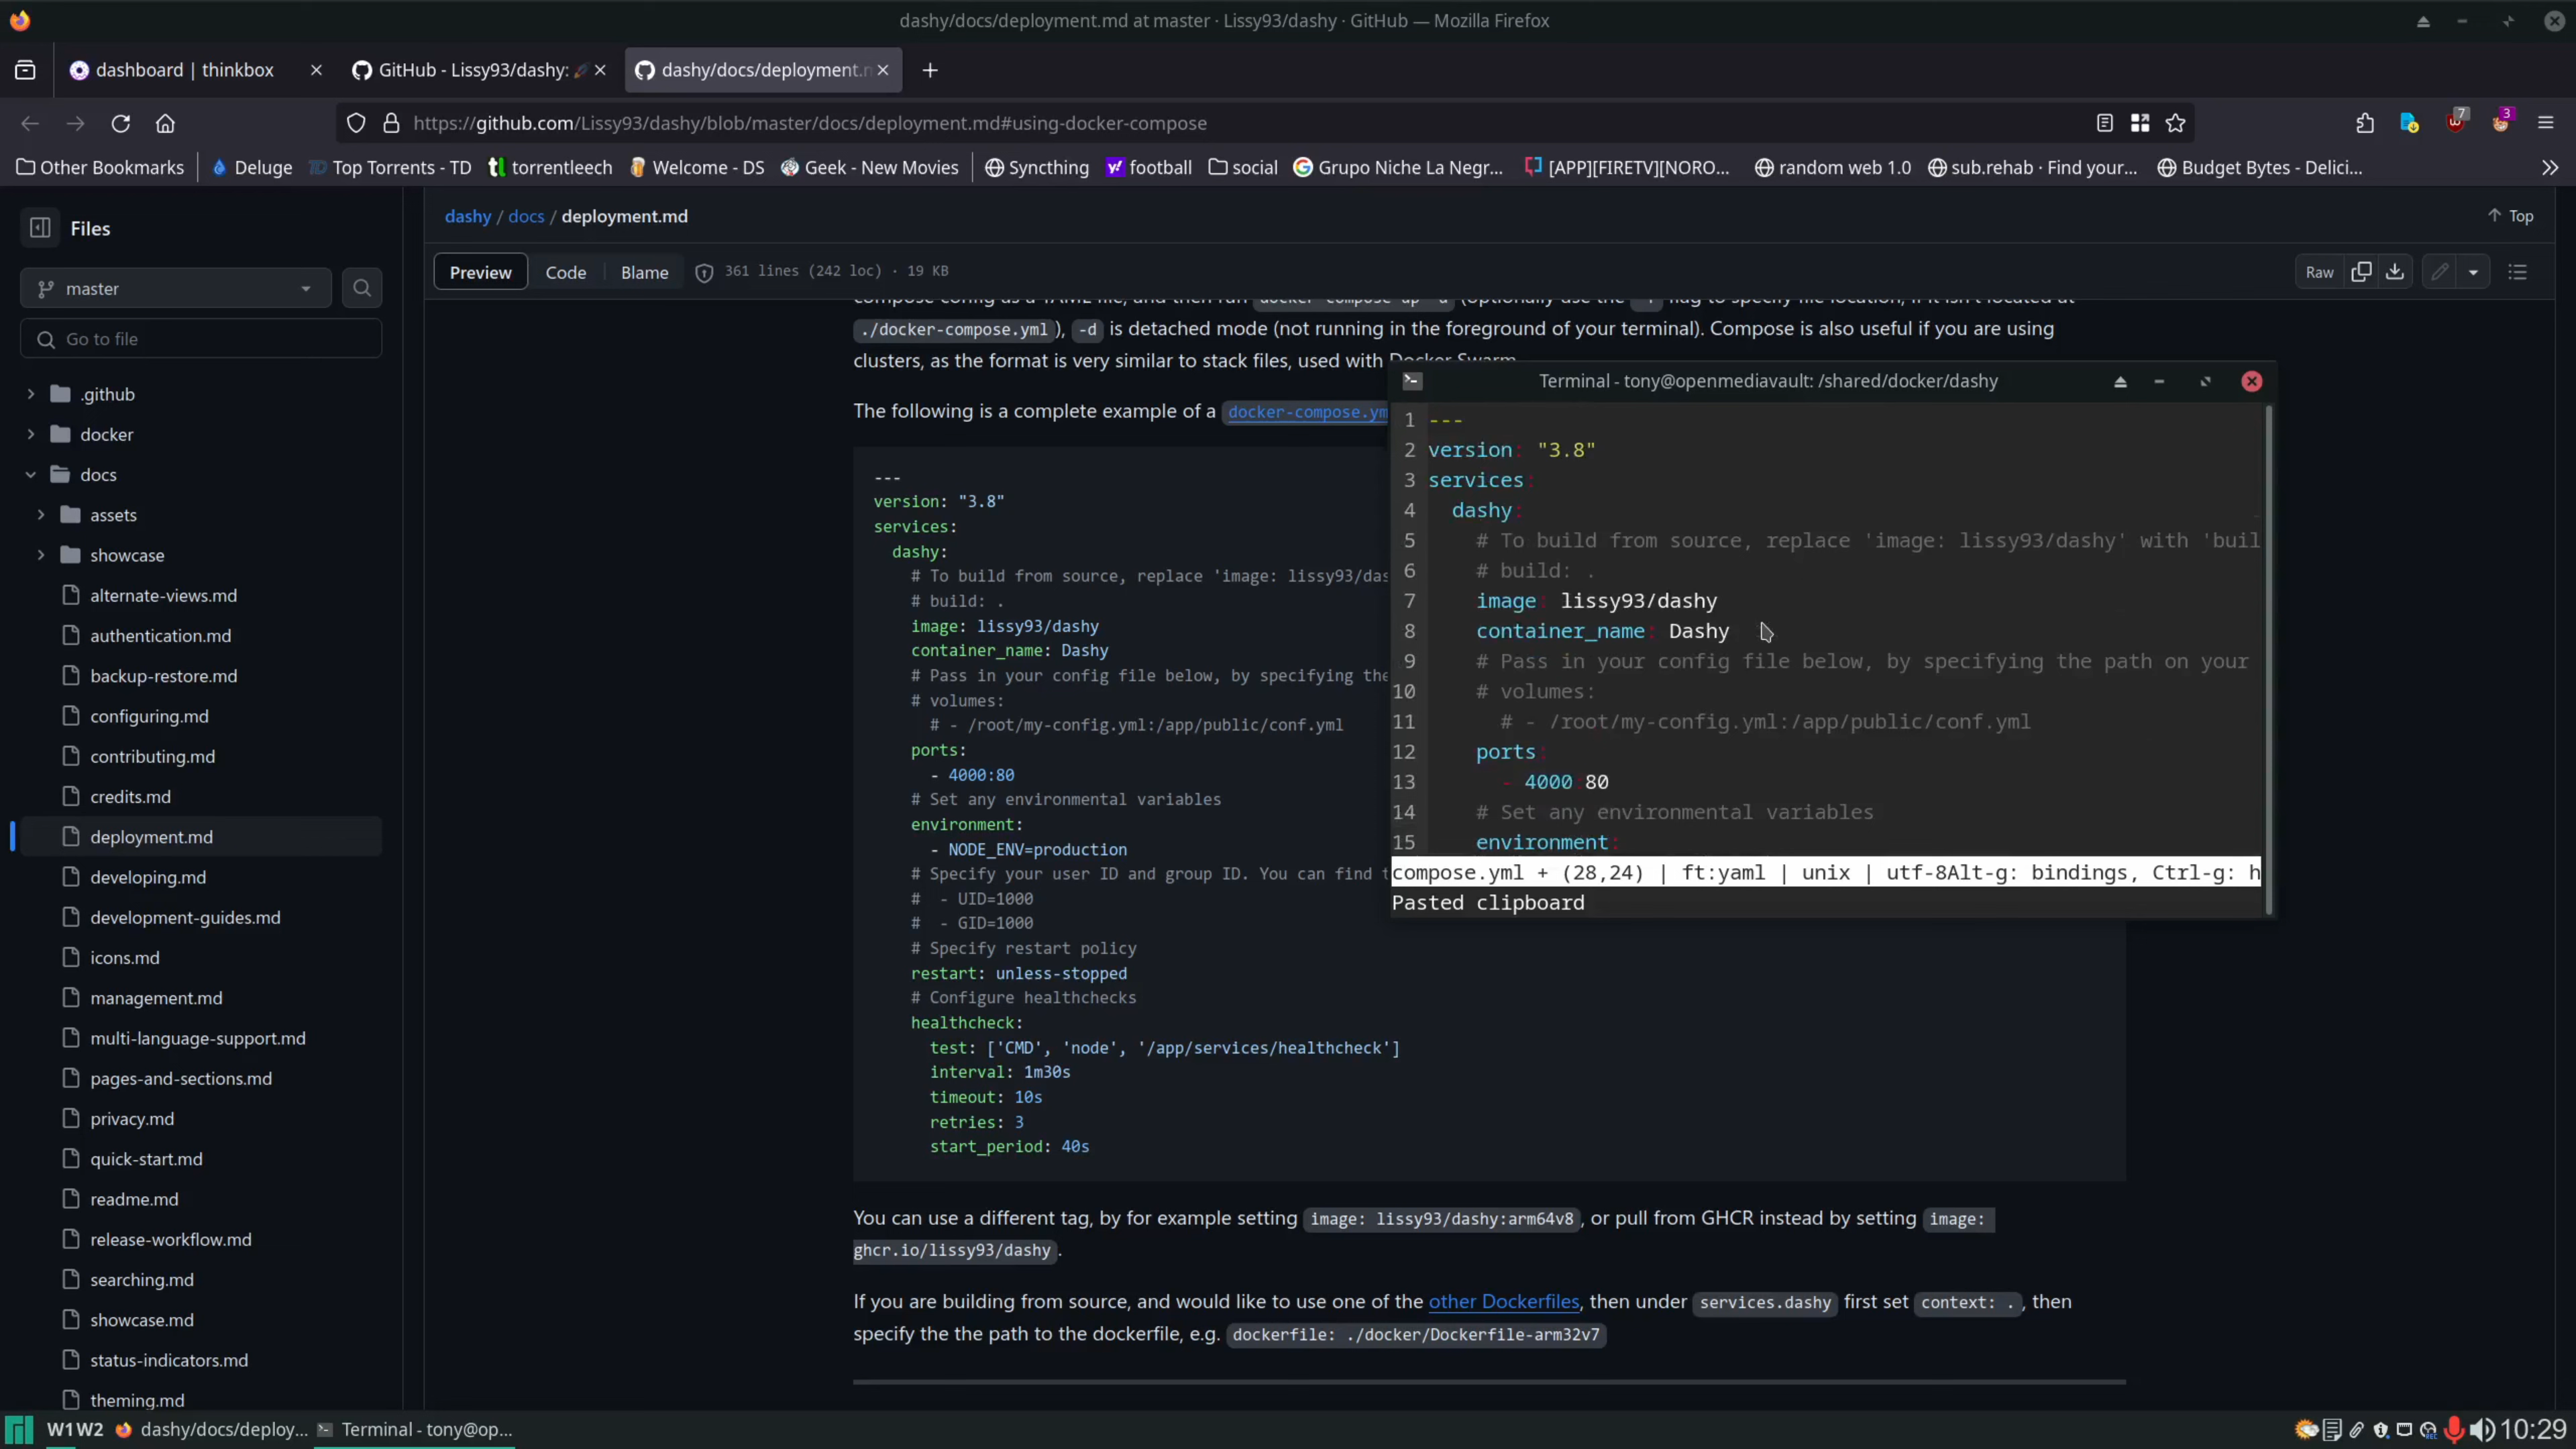 dashy/docs/deployment.md at master · Lissy93/dashy · GitHub — Mozilla Firefox
dashboard | thinkbox
GitHub - Lissy93/dashy:
dashy/docs/deployment.m
https://github.com/Lissy93/dashy/blob/master/docs/deployment.md#using-docker-compose
7
3
Other Bookmarks
Deluge
Top Torrents - TD
torrentleech
Welcome - DS
Geek - New Movies
Syncthing
football
social
Grupo Niche La Negr...
[APP][FIRETV][NORO...
random web 1.0
sub.rehab · Find your...
Budget Bytes - Delici...
Files
master
Go to file
.github
docker
docs
assets
showcase
alternate-views.md
authentication.md
backup-restore.md
configuring.md
contributing.md
credits.md
deployment.md
developing.md
development-guides.md
icons.md
management.md
multi-language-support.md
pages-and-sections.md
privacy.md
quick-start.md
readme.md
release-workflow.md
searching.md
showcase.md
status-indicators.md
theming.md
dashy / docs / deployment.md
Top
Preview
Code
Blame
361 lines (242 loc) · 19 KB
Raw
./docker-compose.yml ), -d is detached mode (not running in the foreground of your terminal). Compose is also useful if you are using
clusters, as the format is very similar to stack files, used with Docker Swarm
The following is a complete example of a docker-compose.ym
---
version: "3.8"
services:
dashy:
# To build from source, replace 'image: lissy93/das
# build: .
image: lissy93/dashy
container_name: Dashy
# Pass in your config file below, by specifying the
# volumes:
# - /root/my-config.yml:/app/public/conf.yml
ports:
- 4000:80
# Set any environmental variables
environment:
- NODE_ENV=production
# Specify your user ID and group ID. You can find t
# - UID=1000
# - GID=1000
# Specify restart policy
restart: unless-stopped
# Configure healthchecks
healthcheck:
test: ['CMD', 'node', '/app/services/healthcheck']
interval: 1m30s
timeout: 10s
retries: 3
start_period: 40s
You can use a different tag, by for example setting image: lissy93/dashy:arm64v8 , or pull from GHCR instead by setting image:
ghcr.io/lissy93/dashy .
If you are building from source, and would like to use one of the other Dockerfiles, then under services.dashy first set context: . , then
specify the the path to the dockerfile, e.g. dockerfile: ./docker/Dockerfile-arm32v7
Terminal - tony@openmediavault: /shared/docker/dashy
1 ---
2 version: "3.8"
3 services:
4 dashy:
5 # To build from source, replace 'image: lissy93/dashy' with 'buil
6 # build: .
7 image: lissy93/dashy
8 container_name: Dashy
9 # Pass in your config file below, by specifying the path on your
10 # volumes:
11 # - /root/my-config.yml:/app/public/conf.yml
12 ports:
13 - 4000:80
14 # Set any environmental variables
15 environment:
compose.yml + (28,24) | ft:yaml | unix | utf-8Alt-g: bindings, Ctrl-g: h
Pasted clipboard
W1 W2
dashy/docs/deploy...
Terminal - tony@op...
10:29